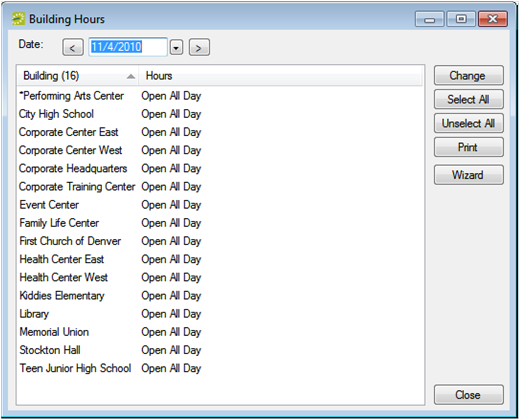 Building Hours
Date: < 11/4/2010 >
Building (16) Hours
*Performing Arts Center Open All Day
City High School Open All Day
Corporate Center East Open All Day
Corporate Center West Open All Day
Corporate Headquarters Open All Day
Corporate Training Center Open All Day
Event Center Open All Day
Family Life Center Open All Day
First Church of Denver Open All Day
Health Center East Open All Day
Health Center West Open All Day
Kiddies Elementary Open All Day
Library Open All Day
Memorial Union Open All Day
Stockton Hall Open All Day
Teen Junior High School Open All Day
Change
Select All
Unselect All
Print
Wizard
Close